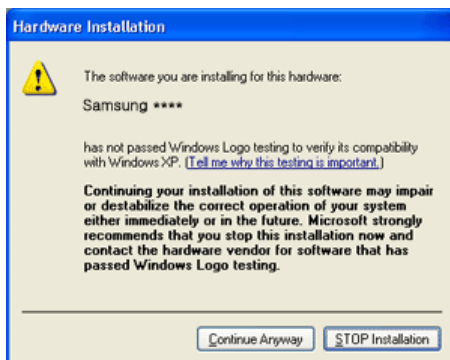 Hardware Installation
The software you are installing for this hardware:
Samsung ****
has not passed Windows Logo testing to verify its compatibility
with Windows XP. (Tell me why this testing is important.)
Continuing your installation of this software may impair
or destabilize the correct operation of your system
either immediately or in the future. Microsoft strongly
recommends that you stop this installation now and
contact the hardware vendor for software that has
passed Windows Logo testing.
Continue Anyway
STOP Installation